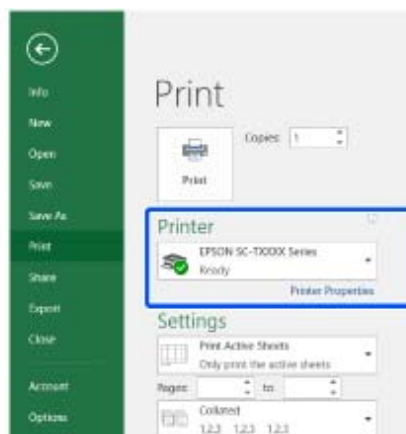 Info
New
Open
Save
Save As
Print
Share
Export
Close
Account
Options
Print
Copies: 1
Print
Printer
EPSON SC-TXXXX Series
Ready
Printer Properties
Settings
Print Active Sheets
Only print the active sheets
Pages: to
Collated
1,2,3 1,2,3 1,2,3